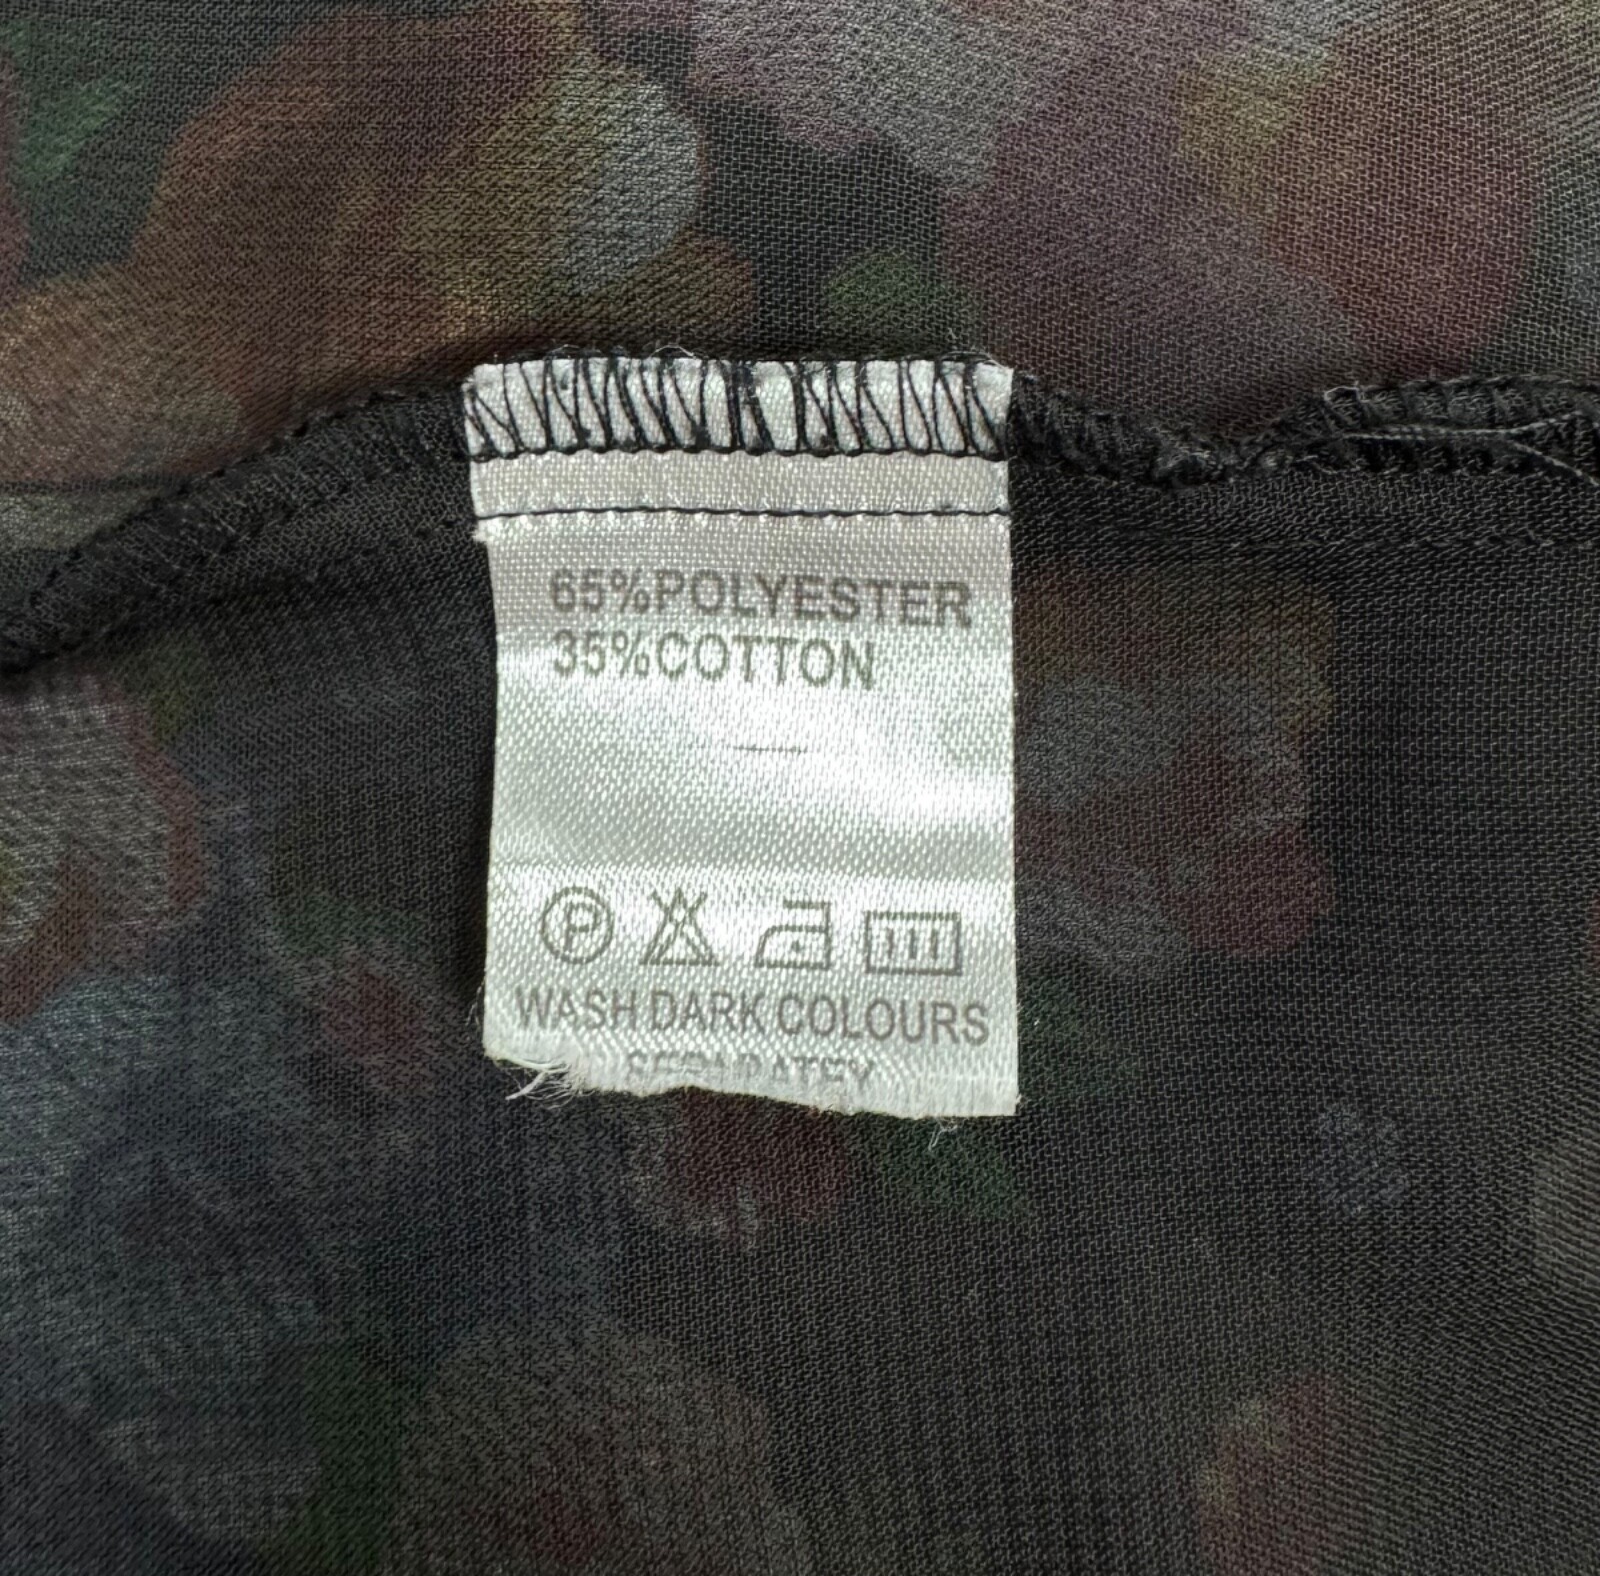 65%POLYESTER
35%COTTON
P
WASH DARK COLOURS